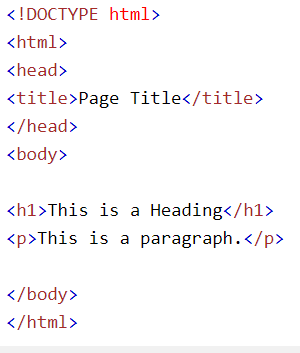 <!DOCTYPE html>
<html>
<head>
<title>Page Title</title>
</head>
<body>
<h1>This is a Heading</h1>
<p>This is a paragraph.</p>
</body>
</html>